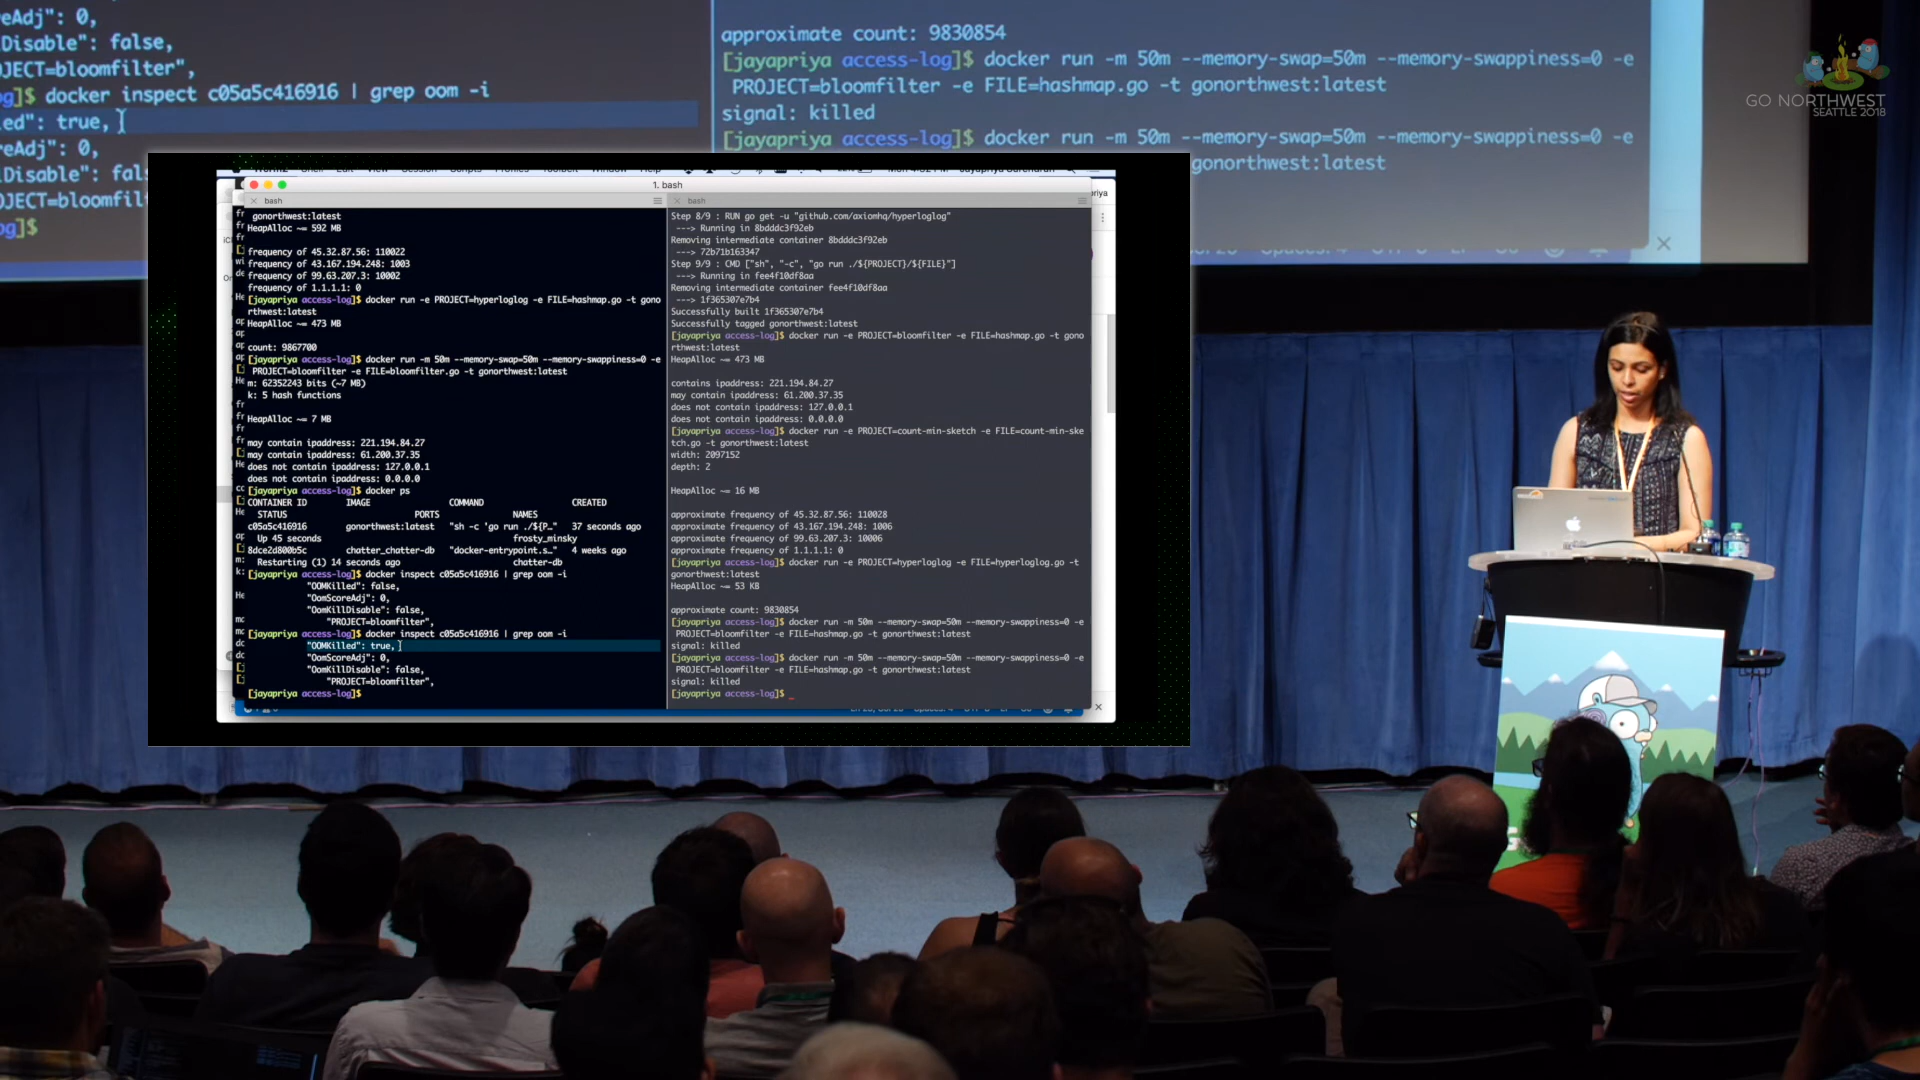 eAdj": 0,
Disable": false,
JECT=bloomfilter",
g]$ docker inspect c05a5c416916 | grep oom -i
ed": true,
eAdj": 0,
OJECT=bloomfilt
og]$
approximate count: 9830854
[jayapriya access-log]$ docker run -m 50m --memory-swap=50m --memory-swappiness=0 -e
PROJECT=bloomfilter -e FILE=hashmap.go -t gonorthwest:latest
signal: killed
[jayapriya access-log]$ docker run -m 50m --memory-swap=50m --memory-swappiness=0 -e
gonorthwest:latest
GO NORTHWEST
SEATTLE 2018
1. bash
bash
gonorthwest:latest
HeapAlloc ~= 592 MB
frequency of 45.32.87.56: 110022
frequency of 43.167.194.248: 1003
frequency of 99.63.207.3: 10002
frequency of 1.1.1.1: 0
[jayapriya access-log]$ docker run -e PROJECT=hyperloglog -e FILE=hashmap.go -t gono
rthwest:latest
HeapAlloc ~= 473 MB
count: 9867700
[jayapriya access-log]$ docker run -m 50m --memory-swap=50m --memory-swappiness=0 -e
PROJECT=bloomfilter -e FILE=bloomfilter.go -t gonorthwest:latest
m: 62352243 bits (~7 MB)
k: 5 hash functions
HeapAlloc ~= 7 MB
may contain ipaddress: 221.194.84.27
may contain ipaddress: 61.200.37.35
does not contain ipaddress: 127.0.0.1
does not contain ipaddress: 0.0.0.0
[jayapriya access-log]$ docker ps
CONTAINER ID IMAGE COMMAND CREATED
STATUS PORTS NAMES
c05a5c416916 gonorthwest:latest "sh -c 'go run ./${P…" 37 seconds ago
Up 45 seconds frosty_minsky
8dce2d800b5c chatter_chatter-db "docker-entrypoint.s…" 4 weeks ago
Restarting (1) 14 seconds ago chatter-db
[jayapriya access-log]$ docker inspect c05a5c416916 | grep oom -i
"OOMKilled": false,
"OomScoreAdj": 0,
"OomKillDisable": false,
"PROJECT=bloomfilter",
[jayapriya access-log]$ docker inspect c05a5c416916 | grep oom -i
"OOMKilled": true,
"OomScoreAdj": 0,
"OomKillDisable": false,
"PROJECT=bloomfilter",
[jayapriya access-log]$
bash
Step 8/9 : RUN go get -u "github.com/axiomhq/hyperloglog"
---> Running in 8bdddc3f92eb
Removing intermediate container 8bdddc3f92eb
---> 72b71b163347
Step 9/9 : CMD ["sh", "-c", "go run ./${PROJECT}/${FILE}"]
---> Running in fee4f10df8aa
Removing intermediate container fee4f10df8aa
---> 1f365307e7b4
Successfully built 1f365307e7b4
Successfully tagged gonorthwest:latest
[jayapriya access-log]$ docker run -e PROJECT=bloomfilter -e FILE=hashmap.go -t gono
rthwest:latest
HeapAlloc ~= 473 MB
contains ipaddress: 221.194.84.27
may contain ipaddress: 61.200.37.35
does not contain ipaddress: 127.0.0.1
does not contain ipaddress: 0.0.0.0
[jayapriya access-log]$ docker run -e PROJECT=count-min-sketch -e FILE=count-min-ske
tch.go -t gonorthwest:latest
width: 2097152
depth: 2
HeapAlloc ~= 16 MB
approximate frequency of 45.32.87.56: 110028
approximate frequency of 43.167.194.248: 1006
approximate frequency of 99.63.207.3: 10006
approximate frequency of 1.1.1.1: 0
[jayapriya access-log]$ docker run -e PROJECT=hyperloglog -e FILE=hyperloglog.go -t
gonorthwest:latest
HeapAlloc ~= 53 KB
approximate count: 9830854
[jayapriya access-log]$ docker run -m 50m --memory-swap=50m --memory-swappiness=0 -e
PROJECT=bloomfilter -e FILE=hashmap.go -t gonorthwest:latest
signal: killed
[jayapriya access-log]$ docker run -m 50m --memory-swap=50m --memory-swappiness=0 -e
PROJECT=bloomfilter -e FILE=hashmap.go -t gonorthwest:latest
signal: killed
[jayapriya access-log]$